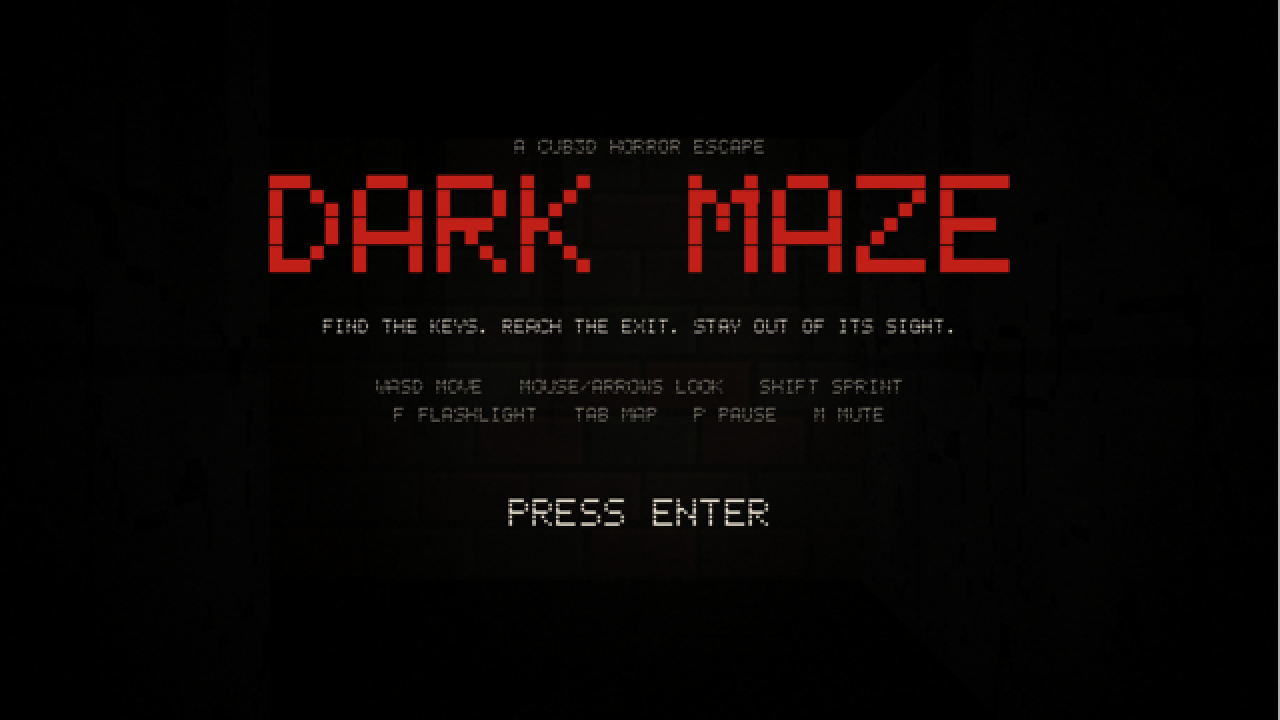 A CUB3D HORROR ESCAPE
DARK MAZE
FIND THE KEYS. REACH THE EXIT. STAY OUT OF ITS SIGHT.
WASD MOVE MOUSE/ARROWS LOOK SHIFT SPRINT
F FLASHLIGHT TAB MAP P PAUSE M MUTE
PRESS ENTER